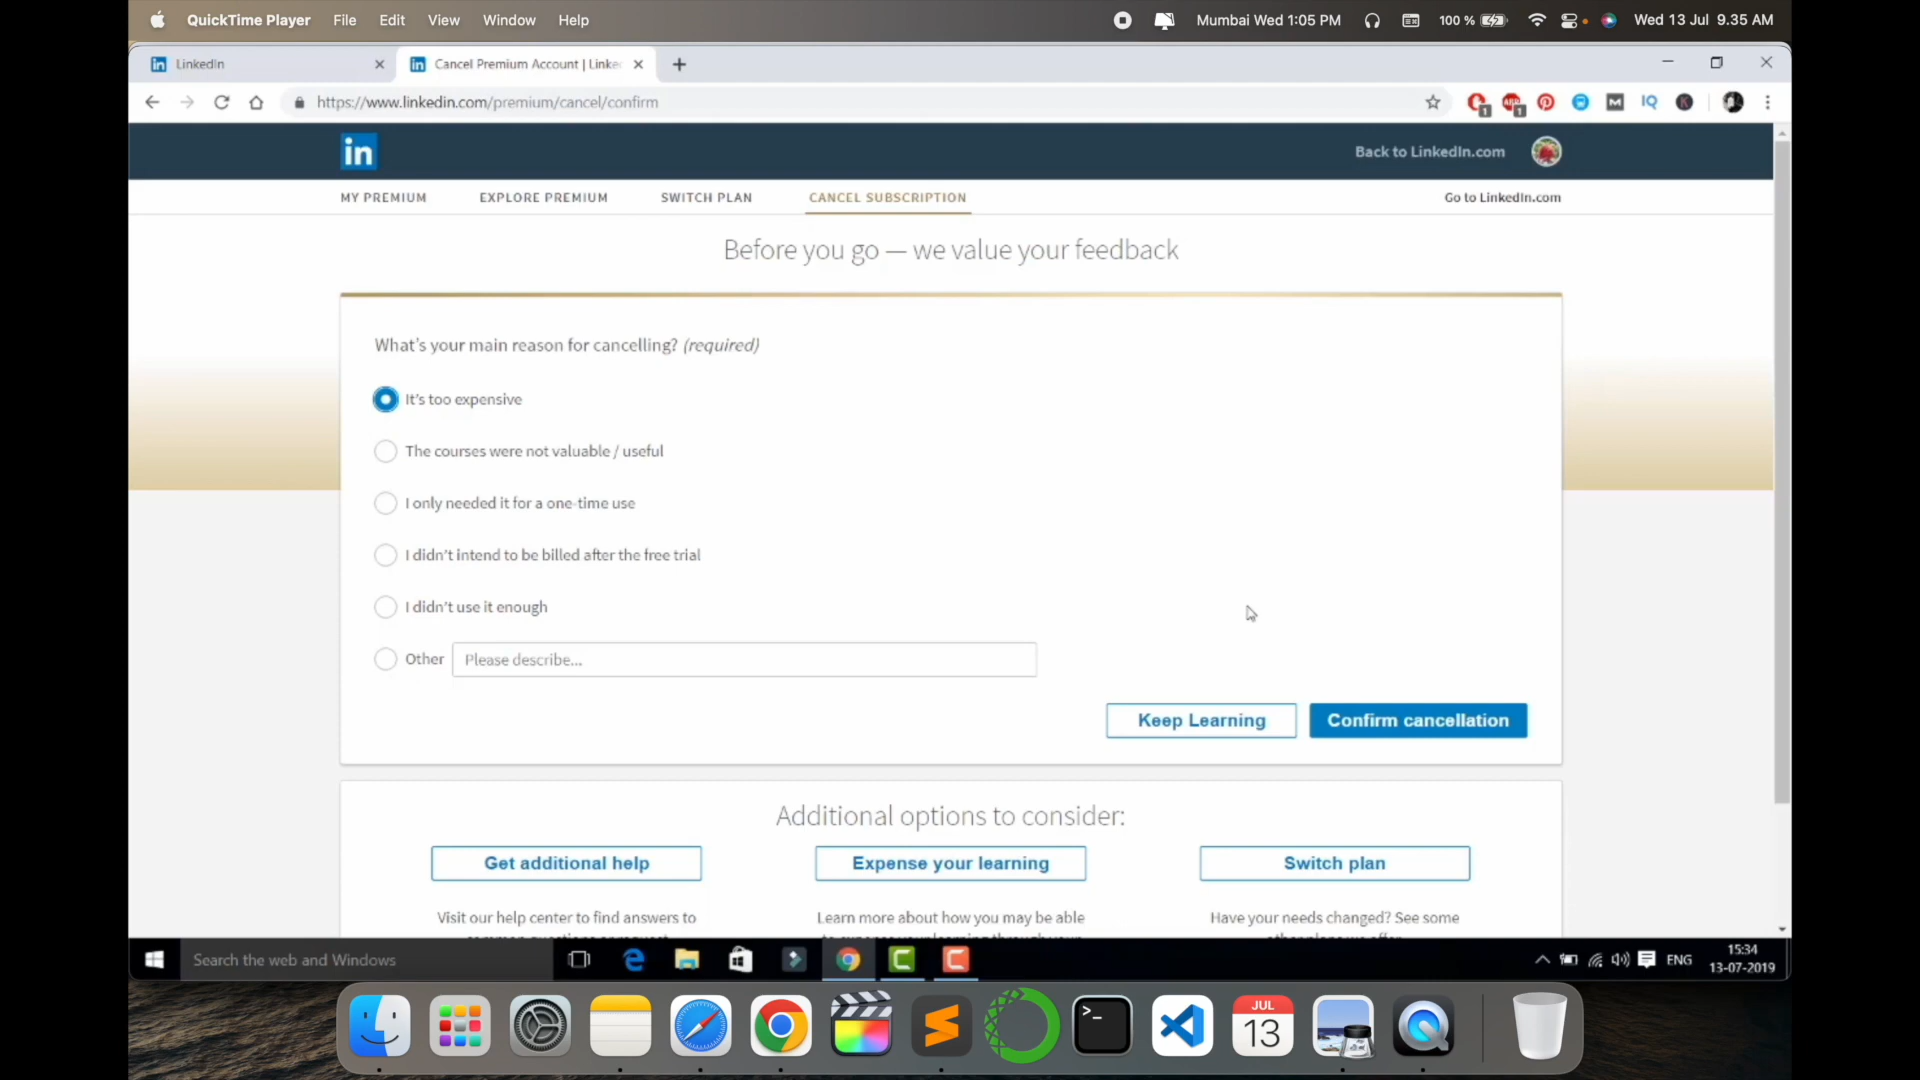 QuickTime Player File Edit View Window Help Mumbai Wed 1:05 PM 100 % Wed 13 Jul 9.35 AM
LinkedIn Cancel Premium Account | Linke
https://www.linkedin.com/premium/cancel/confirm
in Back to LinkedIn.com
MY PREMIUM EXPLORE PREMIUM SWITCH PLAN CANCEL SUBSCRIPTION Go to LinkedIn.com
Before you go — we value your feedback
What's your main reason for cancelling? (required)
It's too expensive
The courses were not valuable / useful
I only needed it for a one-time use
I didn't intend to be billed after the free trial
I didn't use it enough
Other Please describe...
Keep Learning Confirm cancellation
Additional options to consider:
Get additional help Expense your learning Switch plan
Visit our help center to find answers to Learn more about how you may be able Have your needs changed? See some
Search the web and Windows ENG 15:34
13-07-2019
JUL
13